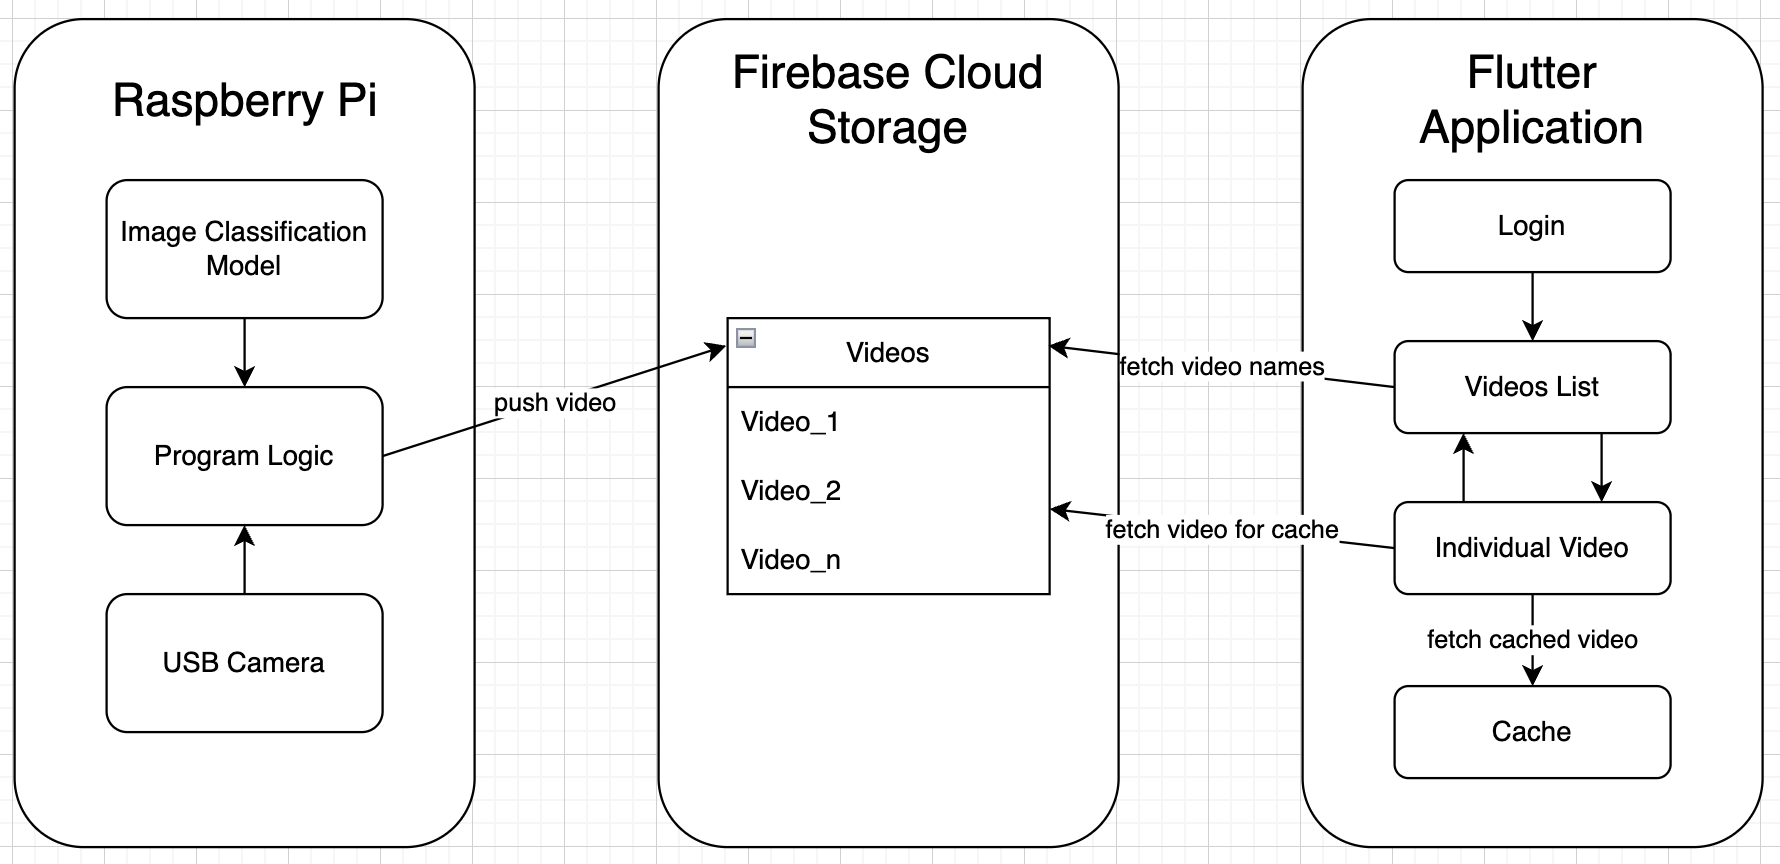 Raspberry Pi
Image Classification
Model
Program Logic
USB Camera
push video
Firebase Cloud
Storage
Videos
Video_1
Video_2
Video_n
fetch video names
fetch video for cache
Flutter
Application
Login
Videos List
Individual Video
fetch cached video
Cache